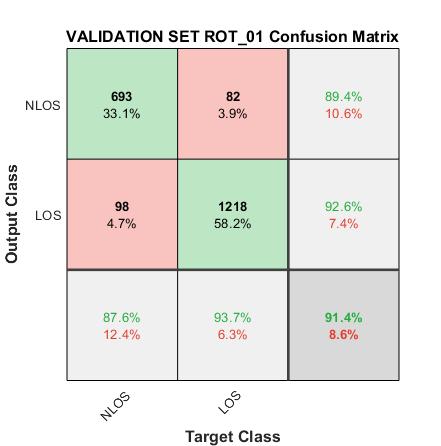 VALIDATION SET ROT_01 Confusion Matrix
NLOS
693
33.1%
82
3.9%
89.4%
10.6%
LOS
98
4.7%
1218
58.2%
92.6%
7.4%
87.6%
12.4%
93.7%
6.3%
91.4%
8.6%
NLOS
LOS
Output Class
Target Class